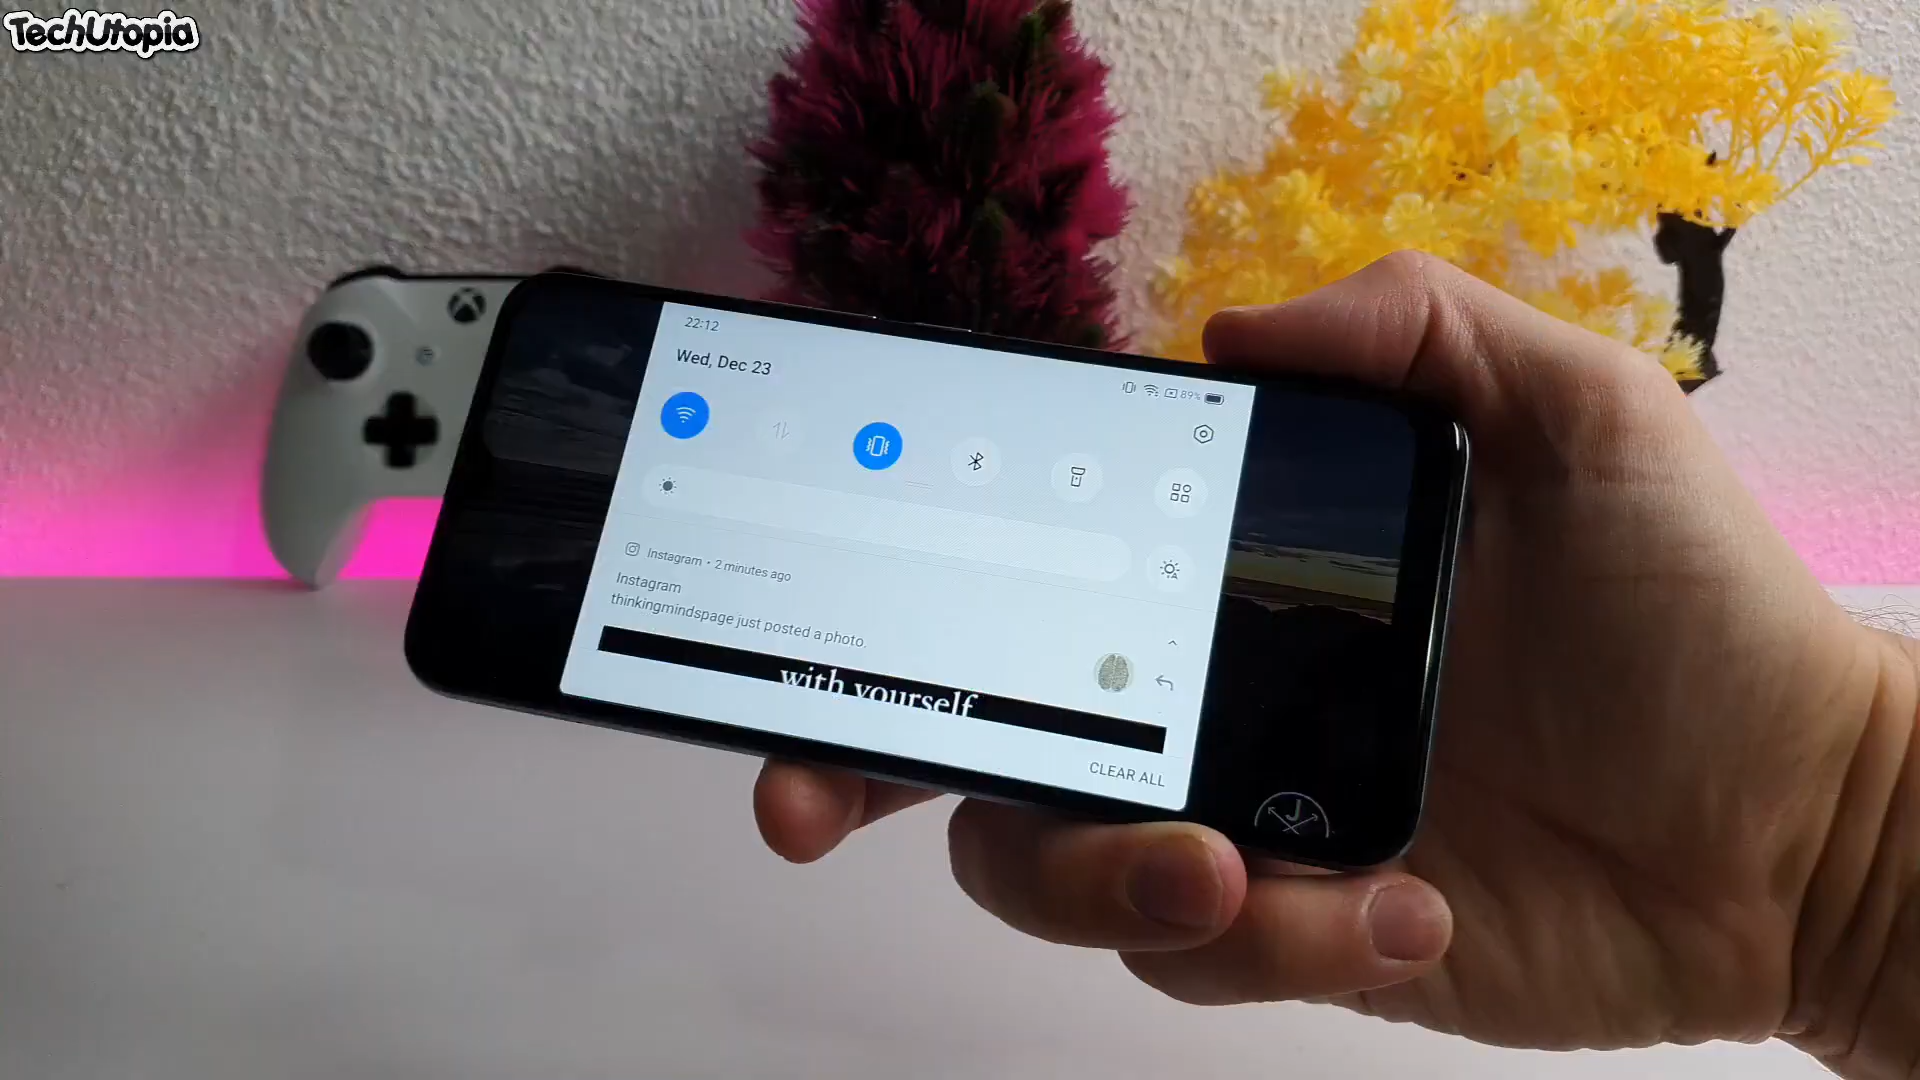 TechUtopia
22:12
Wed, Dec 23
89%
Instagram • 2 minutes ago
Instagram
thinkingmindspage just posted a photo.
with yourself
CLEAR ALL
J